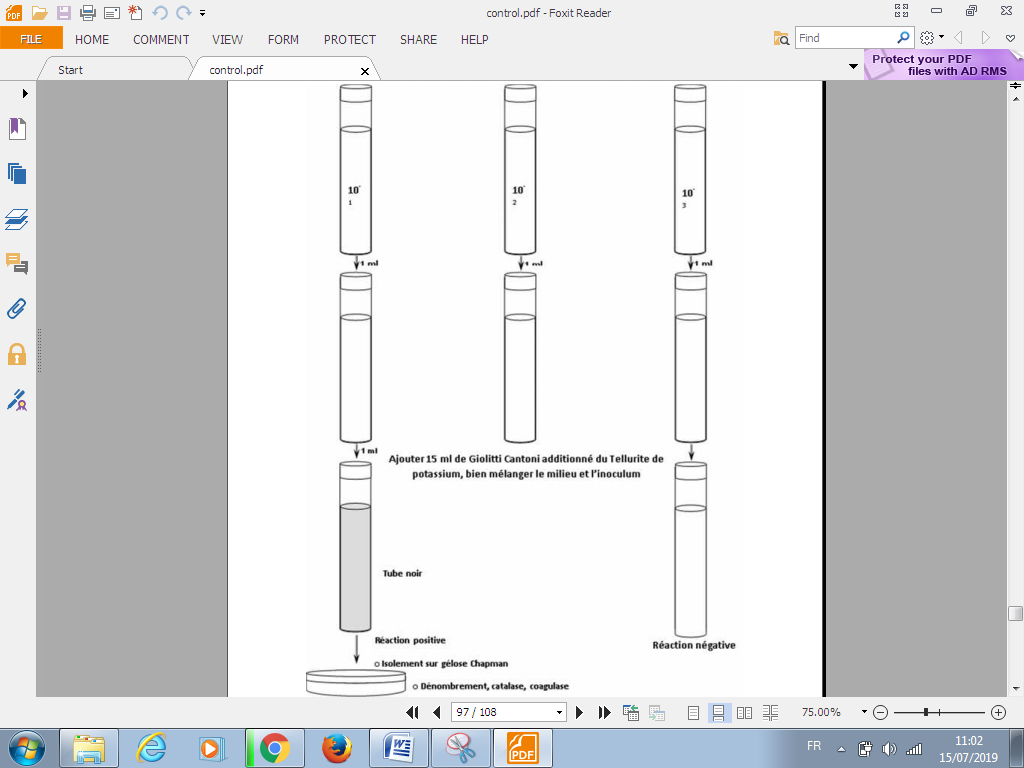 control.pdf - Foxit Reader
FILE
HOME
COMMENT
VIEW
FORM
PROTECT
SHARE
HELP
Find
Start
control.pdf
Protect your PDF
files with AD RMS
10-
1
10-
2
10-
3
1 ml
1 ml
1 ml
1 ml
Ajouter 15 ml de Giolitti Cantoni additionné du Tellurite de
potassium, bien mélanger le milieu et l'inoculum
Tube noir
Réaction positive
Réaction négative
o Isolement sur gélose Chapman
o Dénombrement, catalase, coagulase
97 / 108
75.00%
FR
11:02
15/07/2019
PDF
PDF